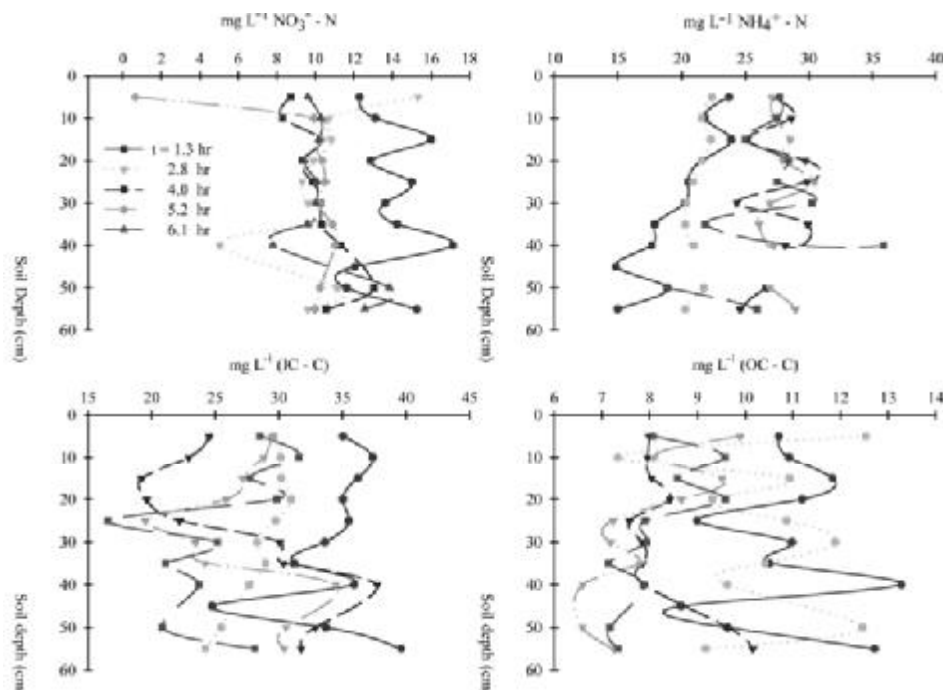 mg L⁻¹ NO₃⁻ - N
0 2 4 6 8 10 12 14 16 18
0
10
20
30
40
50
60
Soil Depth (cm)
t = 1.3 hr
2.8 hr
4.0 hr
5.2 hr
6.1 hr
mg L⁻¹ NH₄⁺ - N
10 15 20 25 30 35 40
0
10
20
30
40
50
60
Soil Depth (cm)
mg L⁻¹ (IC - C)
15 20 25 30 35 40 45
0
10
20
30
40
50
60
Soil depth (cm
mg L⁻¹ (OC - C)
6 7 8 9 10 11 12 13 14
0
10
20
30
40
50
60
Soil depth (cm